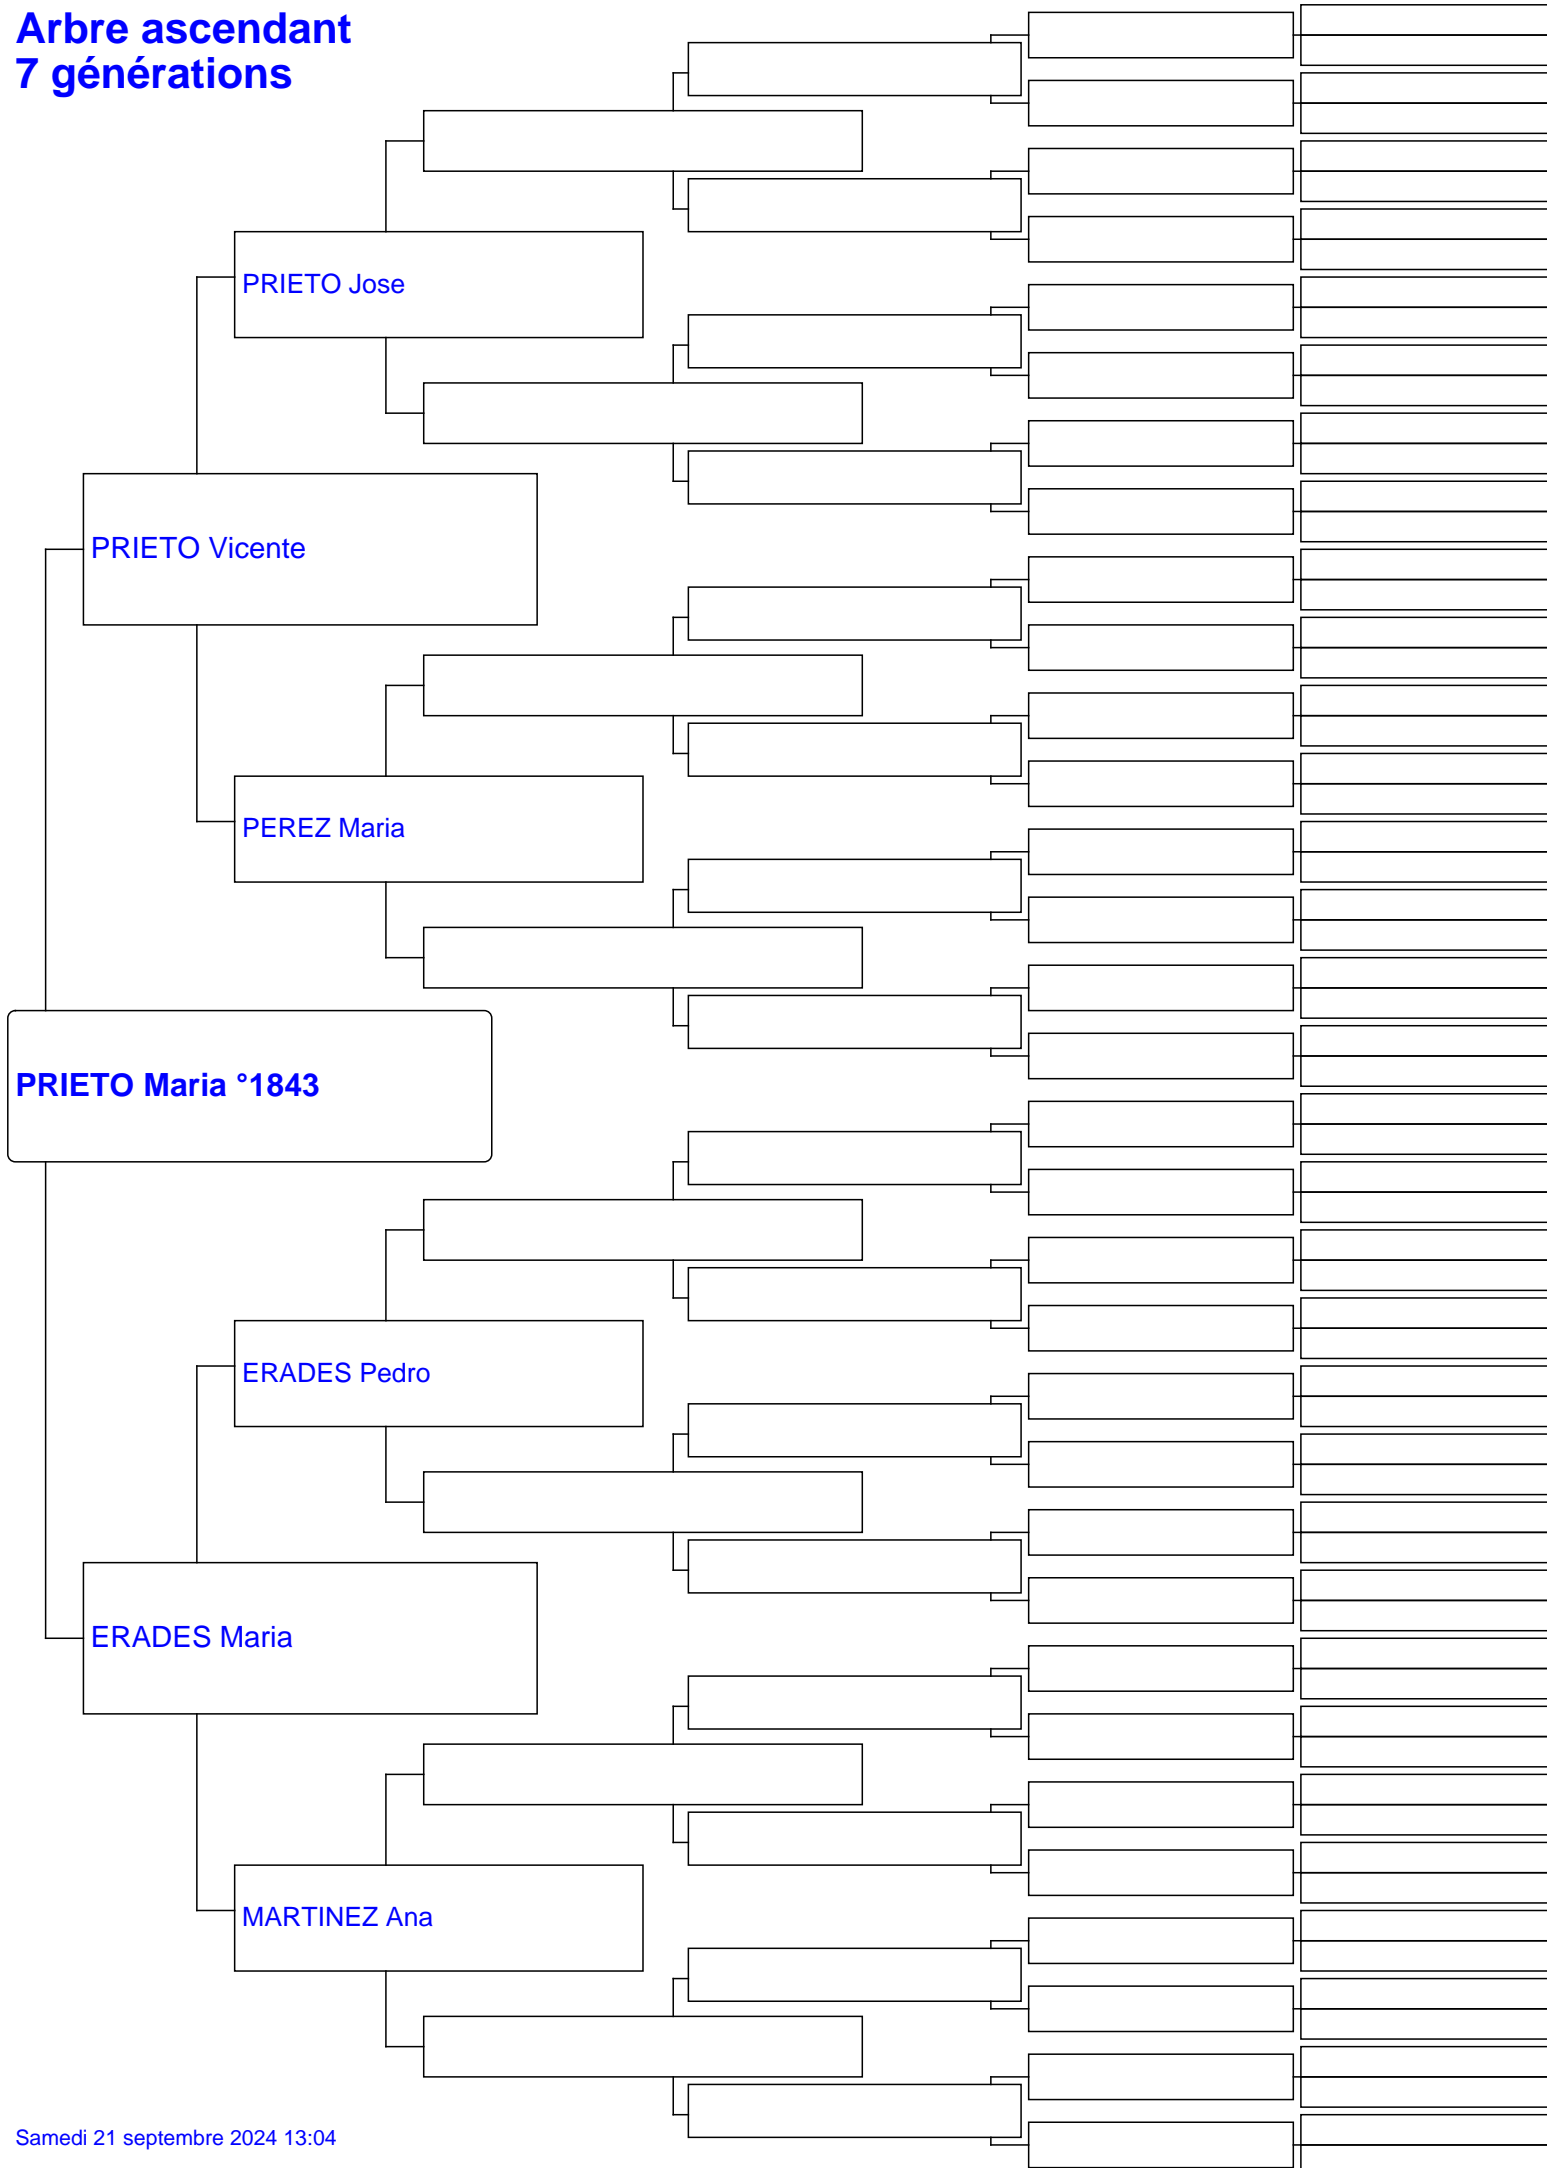 Arbre ascendant
7 générations
PRIETO Jose
PRIETO Vicente
PEREZ Maria
PRIETO Maria °1843
ERADES Pedro
ERADES Maria
MARTINEZ Ana
Samedi 21 septembre 2024 13:04